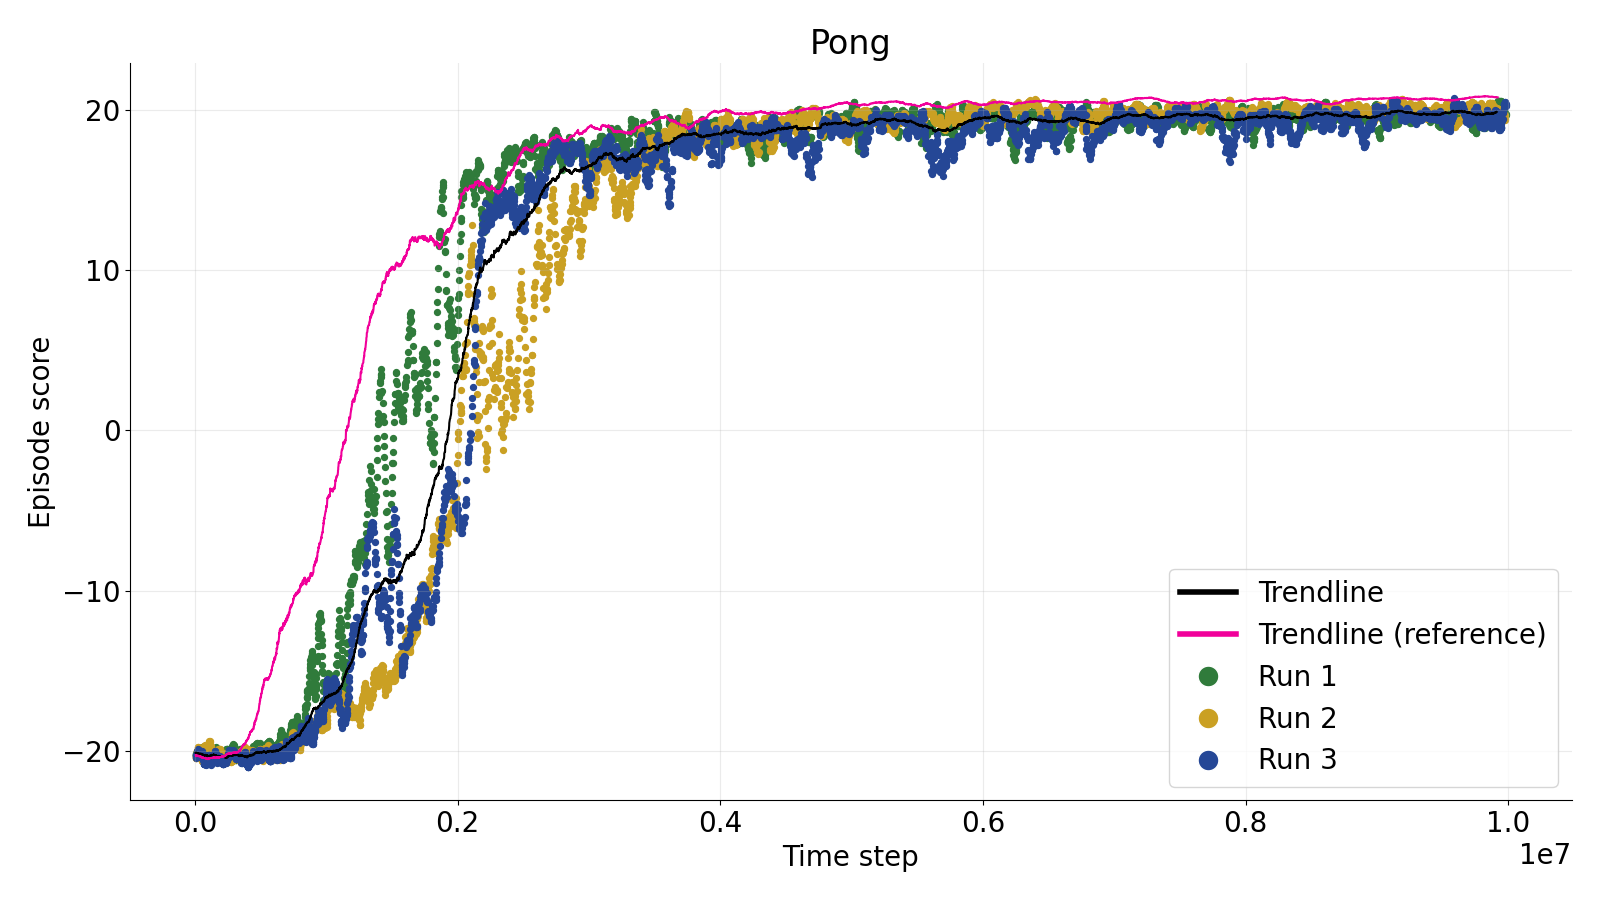 Pong
Episode score
20
10
0
−10
−20
0.0 0.2 0.4 0.6 0.8 1.0
1e7
Time step
Trendline
Trendline (reference)
Run 1
Run 2
Run 3